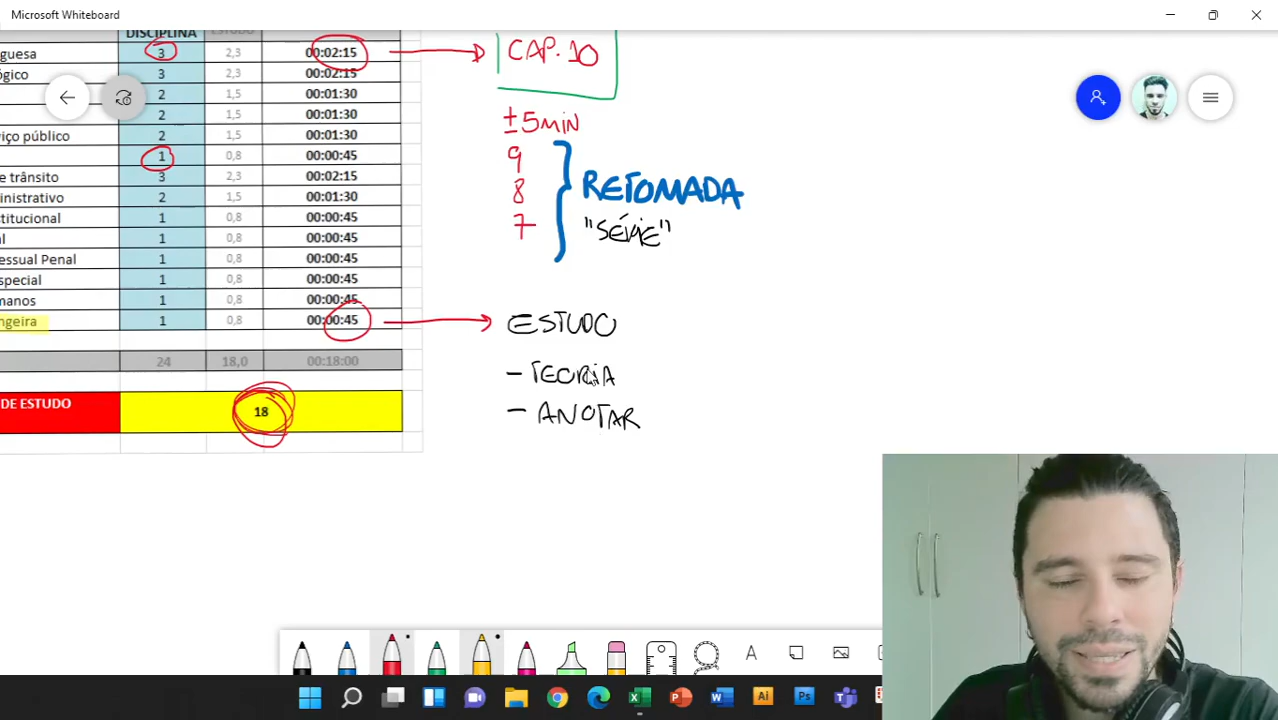 Microsoft Whiteboard
DISCIPLINA ESTUDO
guesa 3 2,3 00:02:15
ógico 3 2,3 00:02:15
2 1,5 00:01:30
2 1,5 00:01:30
viço público 2 1,5 00:01:30
1 0,8 00:00:45
e trânsito 3 2,3 00:02:15
ninistrativo 2 1,5 00:01:30
stitucional 1 0,8 00:00:45
al 1 0,8 00:00:45
essual Penal 1 0,8 00:00:45
special 1 0,8 00:00:45
manos 1 0,8 00:00:45
ngeira 1 0,8 00:00:45
24 18,0 00:18:00
DE ESTUDO 18
CAP. 10
±5MIN
9
8
7
RETOMADA
"SÉRIE"
ESTUDO
- TEORIA
- ANOTAR